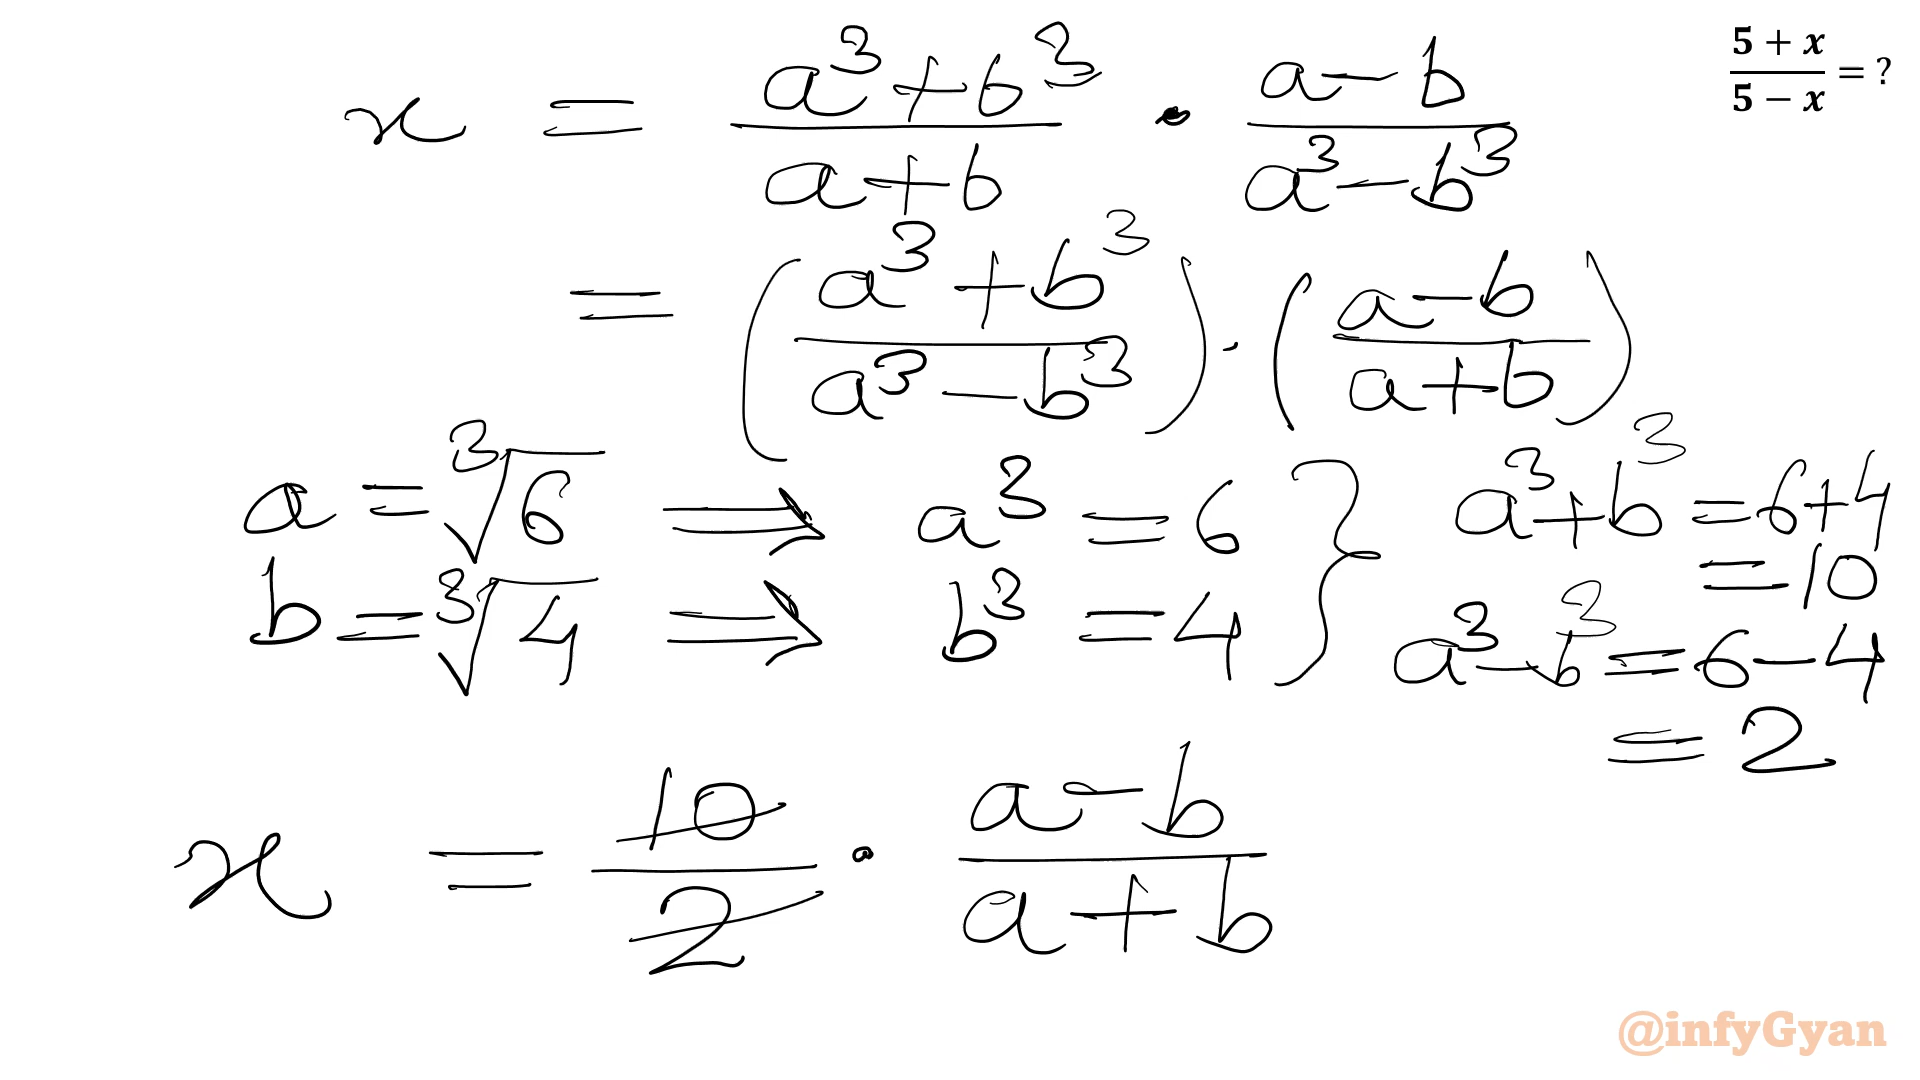 (5 + x)/(5 − x) = ?
x = (a³+b³)/(a+b) · (a−b)/(a³−b³)
= ((a³+b³)/(a³−b³)) · ((a−b)/(a+b))
a = ∛6 ⟹ a³ = 6 } a³+b³ = 6+4
= 10
b = ∛4 ⟹ b³ = 4 a³−b³ = 6−4
= 2
x = 10/2 · (a−b)/(a+b)
@infyGyan